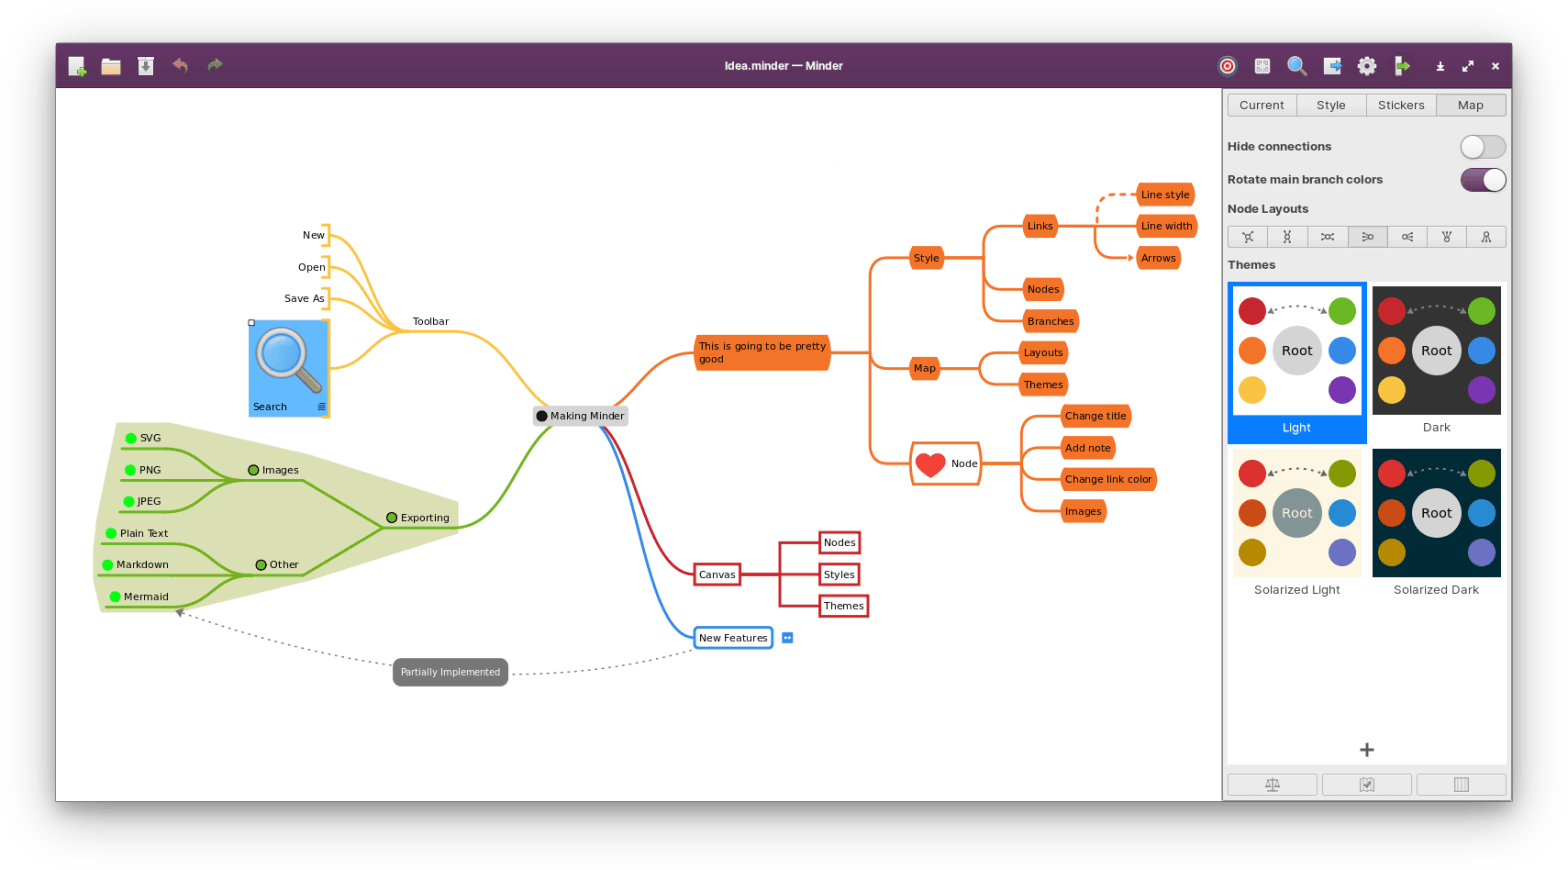 Idea.minder — Minder
Current
Style
Stickers
Map
Hide connections
Rotate main branch colors
Node Layouts
Themes
Root
Light
Root
Dark
Root
Solarized Light
Root
Solarized Dark
New
Open
Save As
Search
Toolbar
Making Minder
SVG
PNG
JPEG
Images
Plain Text
Markdown
Mermaid
Other
Exporting
Partially Implemented
This is going to be pretty
good
Style
Links
Line style
Line width
Arrows
Nodes
Branches
Map
Layouts
Themes
Node
Change title
Add note
Change link color
Images
Canvas
Nodes
Styles
Themes
New Features